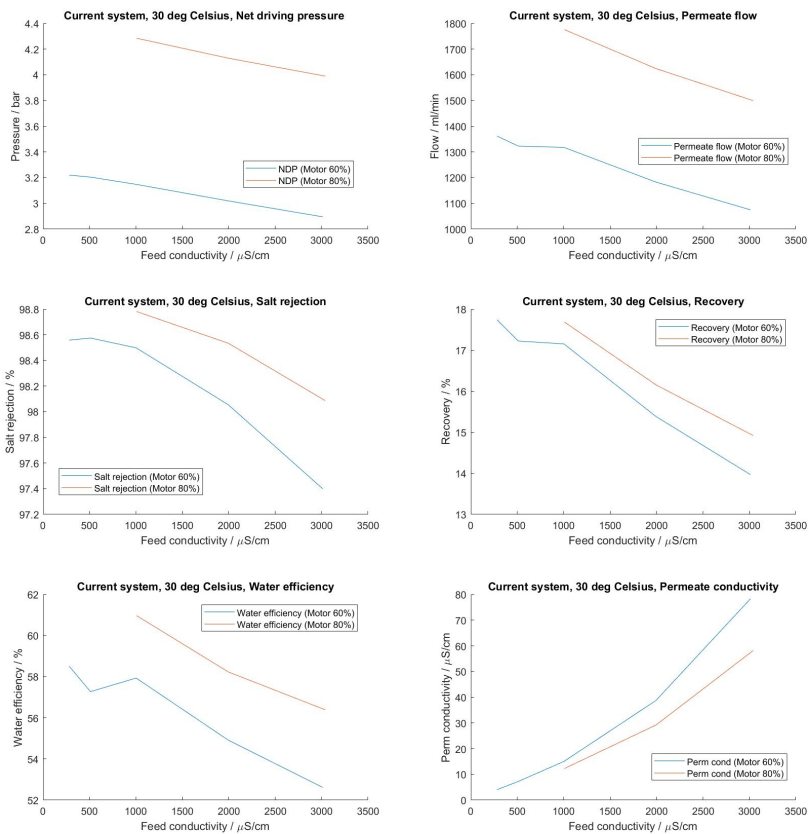 Current system, 30 deg Celsius, Net driving pressure
4.4
4.2
4
3.8
3.6
3.4
3.2
3
2.8
Pressure / bar
NDP (Motor 60%)
NDP (Motor 80%)
0 500 1000 1500 2000 2500 3000 3500
Feed conductivity / μS/cm
Current system, 30 deg Celsius, Permeate flow
1800
1700
1600
1500
1400
1300
1200
1100
1000
Flow / ml/min
Permeate flow (Motor 60%)
Permeate flow (Motor 80%)
0 500 1000 1500 2000 2500 3000 3500
Feed conductivity / μS/cm
Current system, 30 deg Celsius, Salt rejection
98.8
98.6
98.4
98.2
98
97.8
97.6
97.4
97.2
Salt rejection / %
Salt rejection (Motor 60%)
Salt rejection (Motor 80%)
0 500 1000 1500 2000 2500 3000 3500
Feed conductivity / μS/cm
Current system, 30 deg Celsius, Recovery
18
17
16
15
14
13
Recovery / %
Recovery (Motor 60%)
Recovery (Motor 80%)
0 500 1000 1500 2000 2500 3000 3500
Feed conductivity / μS/cm
Current system, 30 deg Celsius, Water efficiency
62
60
58
56
54
52
Water efficiency / %
Water efficiency (Motor 60%)
Water efficiency (Motor 80%)
0 500 1000 1500 2000 2500 3000 3500
Feed conductivity / μS/cm
Current system, 30 deg Celsius, Permeate conductivity
80
70
60
50
40
30
20
10
0
Perm conductivity / μS/cm
Perm cond (Motor 60%)
Perm cond (Motor 80%)
0 500 1000 1500 2000 2500 3000 3500
Feed conductivity / μS/cm